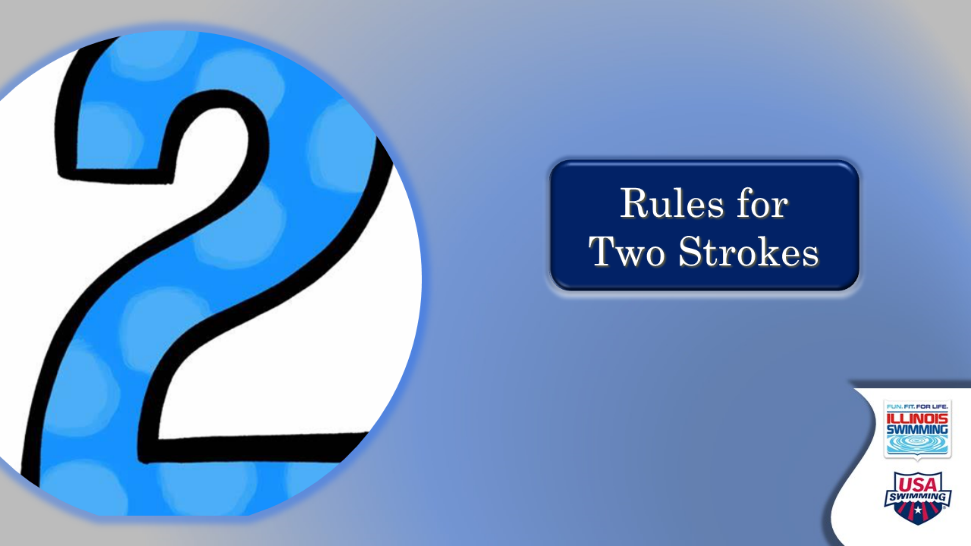 2
Rules for
Two Strokes
FUN. FIT. FOR LIFE.
ILLINOIS
SWIMMING
USA
SWIMMING